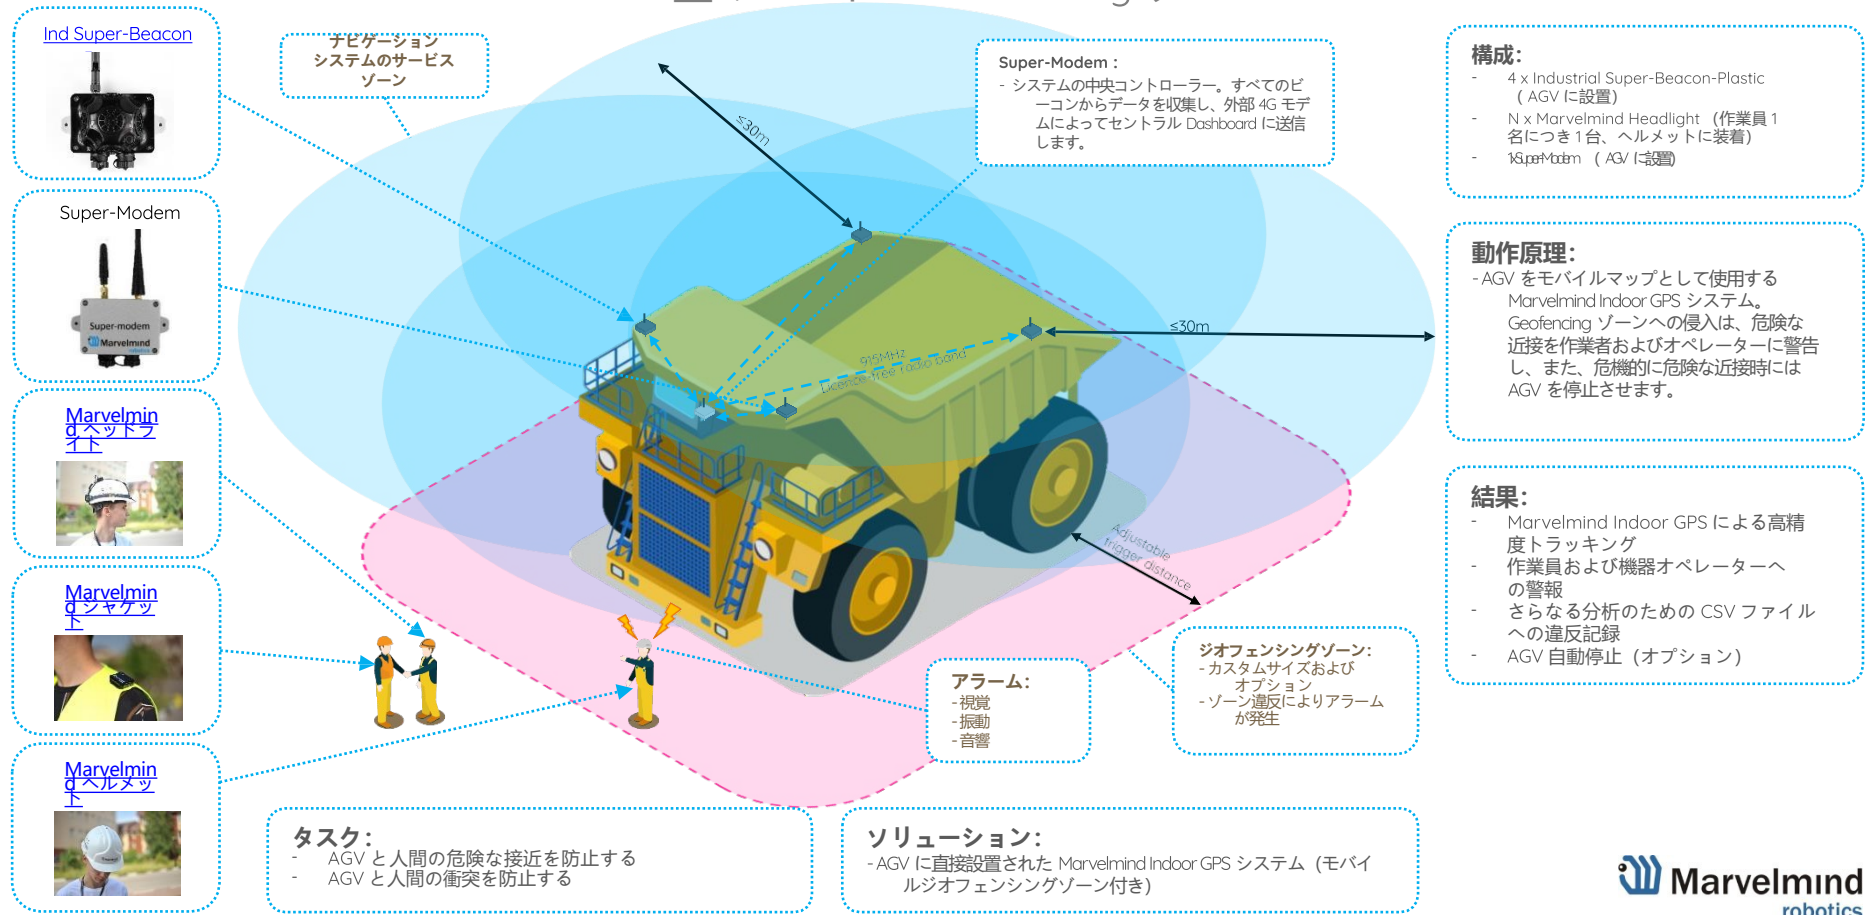 Ind Super-Beacon
ナビゲーション
システムのサービス
ゾーン
Super-Modem :
- システムの中央コントローラー。すべてのビ
ーコンからデータを収集し、外部 4G モデ
ムによってセントラル Dashboard に送信
します。
構成:
- 4 x Industrial Super-Beacon-Plastic
( AGV に設置)
- N x Marvelmind Headlight (作業員 1
名につき 1 台、ヘルメットに装着)
- 1xSuper-Modem ( AGV に設置)
Super-Modem
Super-modem
Marvelmind
robotics
動作原理:
- AGV をモバイルマップとして使用する
Marvelmind Indoor GPS システム。
Geofencing ゾーンへの侵入は、危険な
近接を作業者およびオペレーターに警告
し、また、危機的に危険な近接時には
AGV を停止させます。
≤30m
≤30m
915MHz
Licence-free radio band
Marvelmin
d ヘッドラ
イト
結果:
- Marvelmind Indoor GPS による高精
度トラッキング
- 作業員および機器オペレーターへ
の警報
- さらなる分析のための CSV ファイル
への違反記録
- AGV 自動停止 (オプション)
Adjustable
triager distance
Marvelmin
d ジャケッ
ト
ジオフェンシングゾーン:
- カスタムサイズおよび
オプション
- ゾーン違反によりアラーム
が発生
アラーム:
- 視覚
- 振動
- 音響
Marvelmin
d ヘルメッ
ト
タスク:
- AGV と人間の危険な接近を防止する
- AGV と人間の衝突を防止する
ソリューション:
- AGV に直接設置された Marvelmind Indoor GPS システム (モバイ
ルジオフェンシングゾーン付き)
Marvelmind
robotics